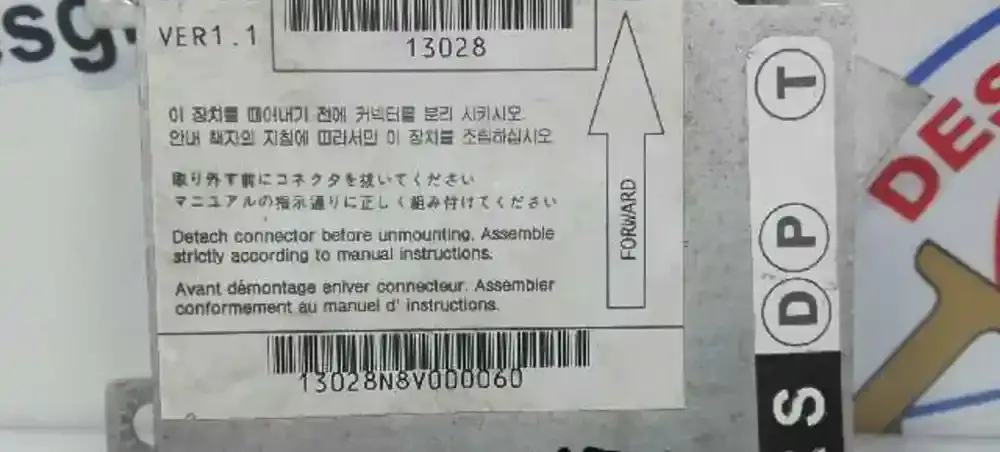 VER1.1
13028
이 장치를 떼어내기 전에 커넥터를 분리 시키시오.
안내 책자의 지침에 따라서만 이 장치를 조립하십시오
取り外す前にコネクタを抜いてください
マニュアルの指示通りに正しく組み付けてください
Detach connector before unmounting. Assemble
strictly according to manual instructions.
Avant démontage enlver connecteur. Assembler
conformement au manuel d' instructions.
13028N8V000060
FORWARD
T
P
D
S
DES